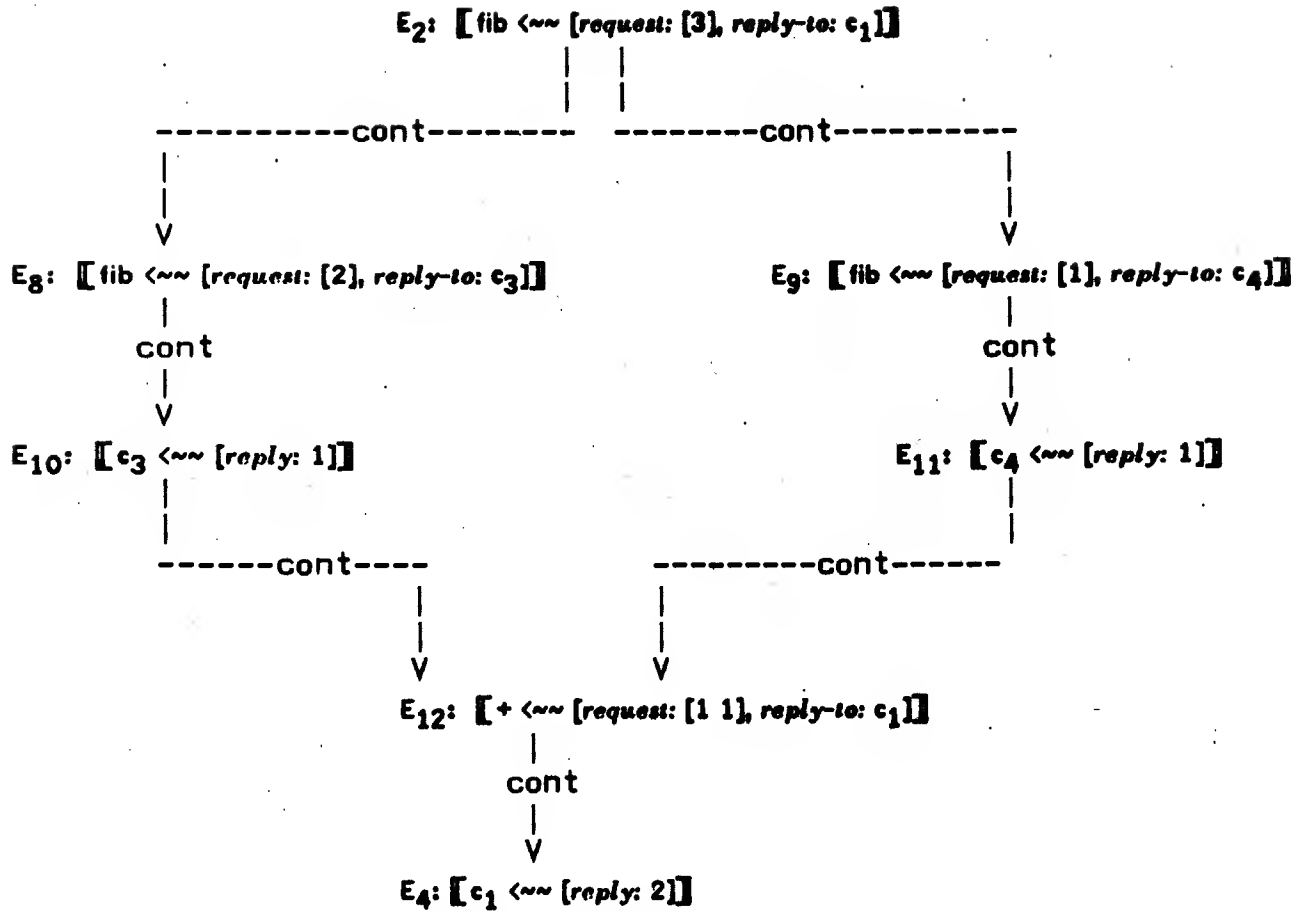 E₂: ⟦fib <~~ [request: [3], reply-to: c₁]⟧
cont cont
E₈: ⟦fib <~~ [request: [2], reply-to: c₃]⟧ E₉: ⟦fib <~~ [request: [1], reply-to: c₄]⟧
cont cont
E₁₀: ⟦c₃ <~~ [reply: 1]⟧ E₁₁: ⟦c₄ <~~ [reply: 1]⟧
cont cont
E₁₂: ⟦+ <~~ [request: [1 1], reply-to: c₁]⟧
cont
E₄: ⟦c₁ <~~ [reply: 2]⟧